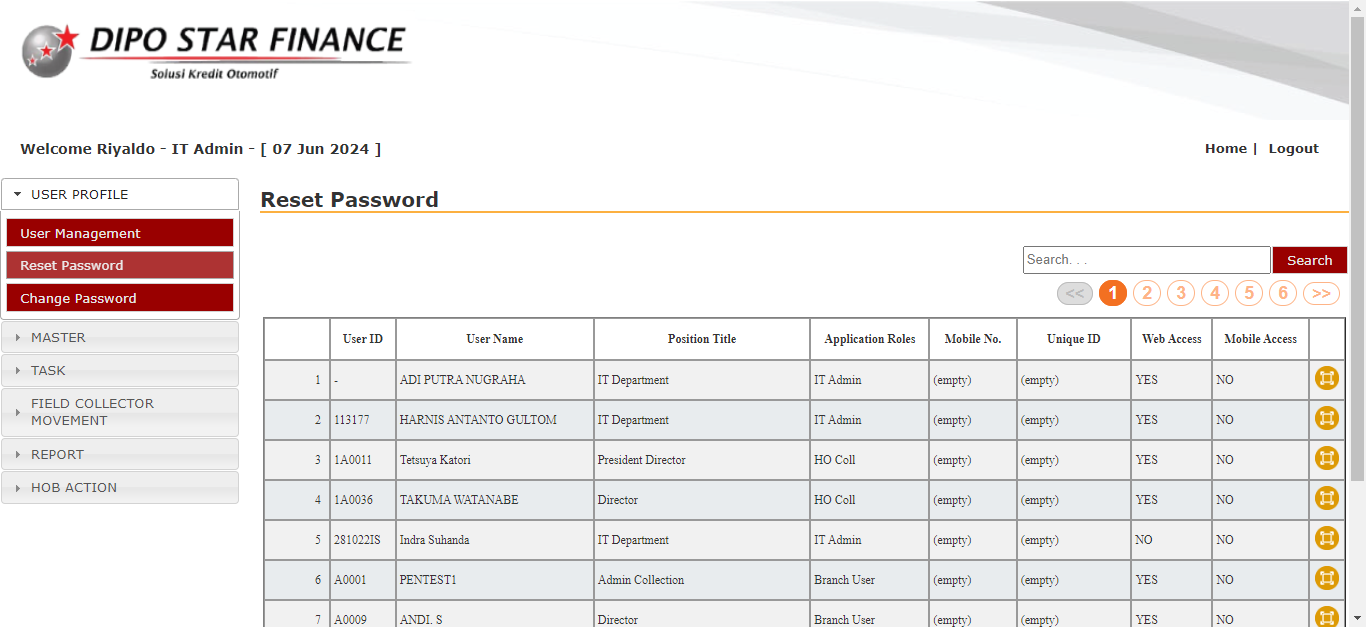 DIPO STAR FINANCE
Solusi Kredit Otomotif
Welcome Riyaldo - IT Admin - [ 07 Jun 2024 ]
Home | Logout
USER PROFILE
User Management
Reset Password
Change Password
MASTER
TASK
FIELD COLLECTOR
MOVEMENT
REPORT
HOB ACTION
Reset Password
Search. . .
Search
<< 1 2 3 4 5 6 >>
User ID User Name Position Title Application Roles Mobile No. Unique ID Web Access Mobile Access
1 - ADI PUTRA NUGRAHA IT Department IT Admin (empty) (empty) YES NO
2 113177 HARNIS ANTANTO GULTOM IT Department IT Admin (empty) (empty) YES NO
3 1A0011 Tetsuya Katori President Director HO Coll (empty) (empty) YES NO
4 1A0036 TAKUMA WATANABE Director HO Coll (empty) (empty) YES NO
5 281022IS Indra Suhanda IT Department IT Admin (empty) (empty) NO NO
6 A0001 PENTEST1 Admin Collection Branch User (empty) (empty) YES NO
7 A0009 ANDI. S Director Branch User (empty) (empty) YES NO